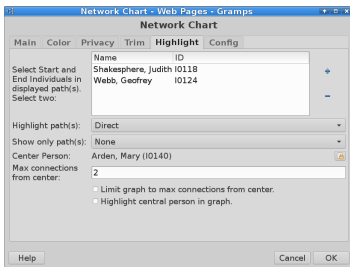 Network Chart - Web Pages - Gramps
Network Chart
Main Color Privacy Trim Highlight Config
Name ID
Select Start and
End Individuals in
displayed path(s).
Select two:
Shakesphere, Judith I0118
Webb, Geofrey I0124
Highlight path(s): Direct
Show only path(s): None
Center Person: Arden, Mary (I0140)
Max connections
from center:
2
Limit graph to max connections from center.
Highlight central person in graph.
Help Cancel OK